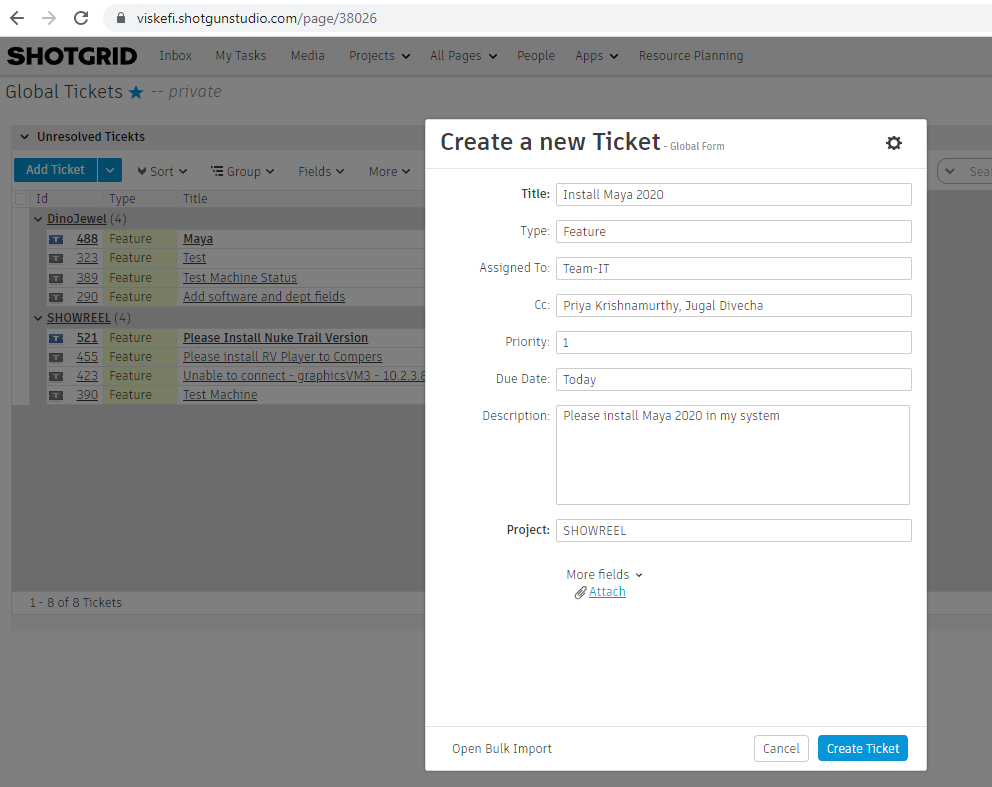 viskefi.shotgunstudio.com/page/38026
SHOTGRID Inbox My Tasks Media Projects All Pages People Apps Resource Planning
Global Tickets -- private
Unresolved Ticekts
Add Ticket Sort Group Fields More
Id Type Title
DinoJewel (4)
488 Feature Maya
323 Feature Test
389 Feature Test Machine Status
290 Feature Add software and dept fields
SHOWREEL (4)
521 Feature Please Install Nuke Trail Version
455 Feature Please install RV Player to Compers
423 Feature Unable to connect - graphicsVM3 - 10.2.3.8
390 Feature Test Machine
1 - 8 of 8 Tickets
Create a new Ticket - Global Form
Title: Install Maya 2020
Type: Feature
Assigned To: Team-IT
Cc: Priya Krishnamurthy, Jugal Divecha
Priority: 1
Due Date: Today
Description: Please install Maya 2020 in my system
Project: SHOWREEL
More fields
Attach
Open Bulk Import Cancel Create Ticket